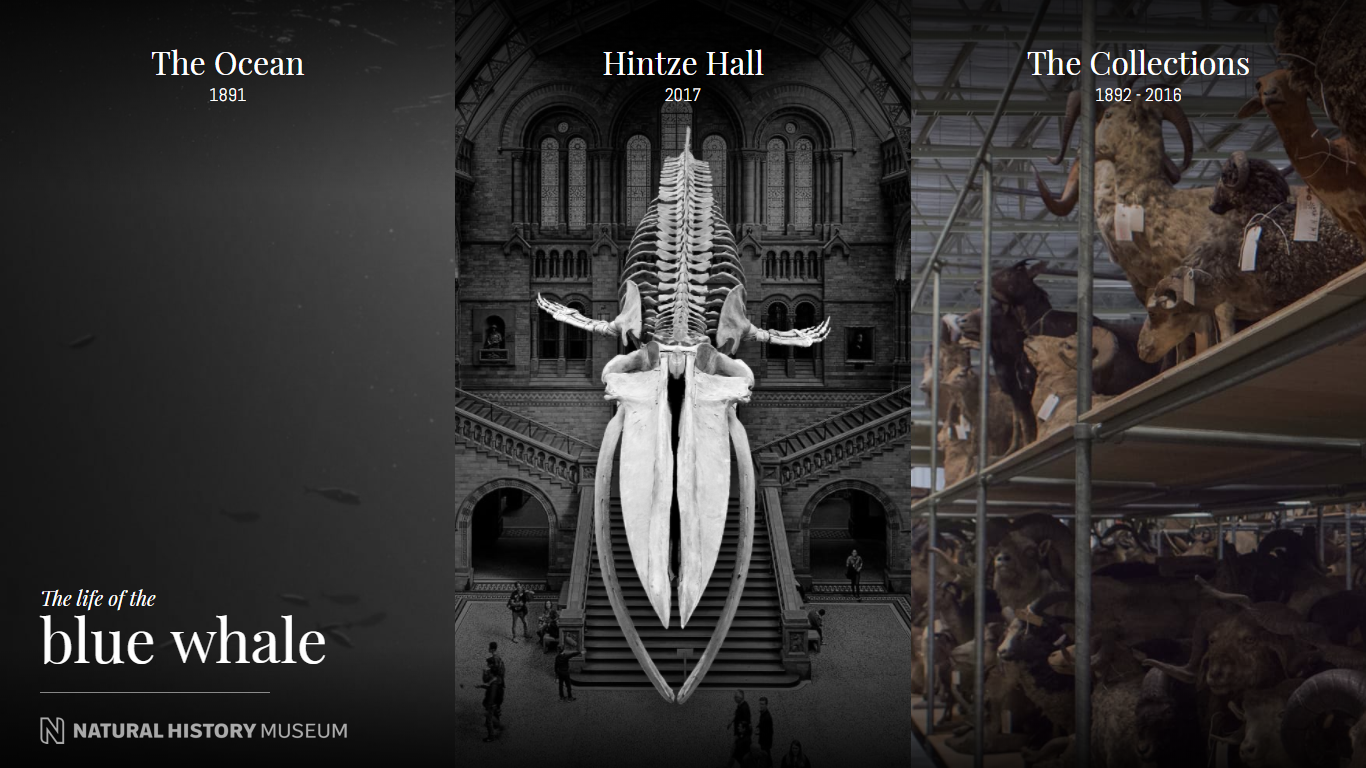 The Ocean
1891
Hintze Hall
2017
The Collections
1892 - 2016
The life of the
blue whale
NATURAL HISTORY MUSEUM